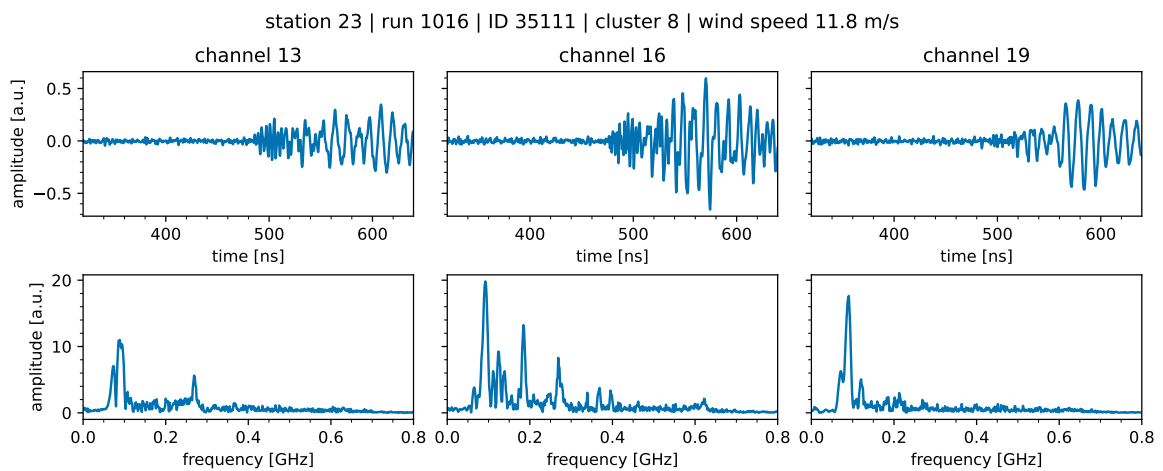 station 23 | run 1016 | ID 35111 | cluster 8 | wind speed 11.8 m/s
channel 13 channel 16 channel 19
amplitude [a.u.]
0.5
0.0
−0.5
400 500 600 400 500 600 400 500 600
time [ns] time [ns] time [ns]
amplitude [a.u.]
20
10
0
0.0 0.2 0.4 0.6 0.8 0.0 0.2 0.4 0.6 0.8 0.0 0.2 0.4 0.6 0.8
frequency [GHz] frequency [GHz] frequency [GHz]